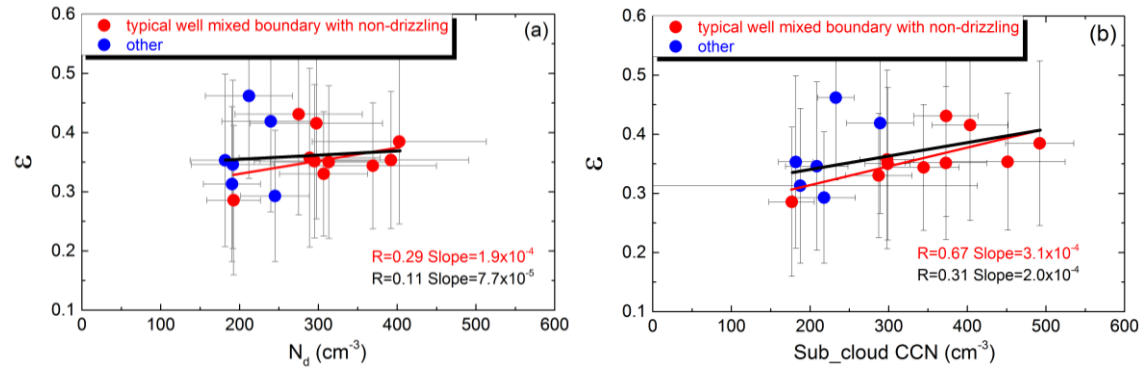 typical well mixed boundary with non-drizzling
other
(a)
0.6
0.5
0.4
0.3
0.2
0.1
ε
R=0.29 Slope=1.9x10⁻⁴
R=0.11 Slope=7.7x10⁻⁵
0 100 200 300 400 500 600
N_d (cm⁻³)
typical well mixed boundary with non-drizzling
other
(b)
0.6
0.5
0.4
0.3
0.2
0.1
ε
R=0.67 Slope=3.1x10⁻⁴
R=0.31 Slope=2.0x10⁻⁴
0 100 200 300 400 500 600
Sub_cloud CCN (cm⁻³)